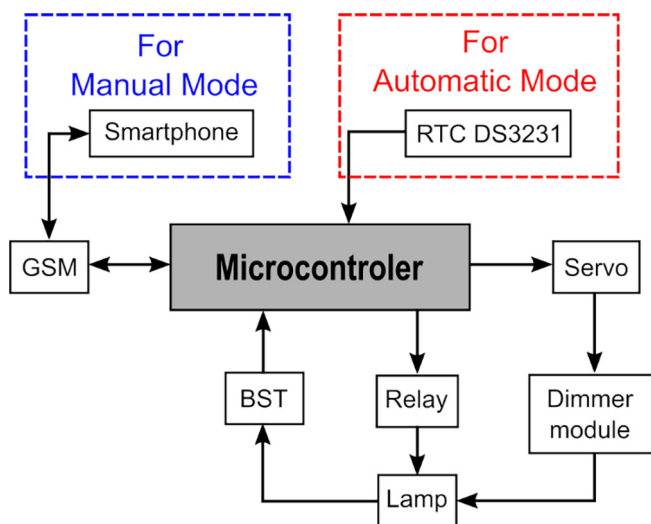 For
Manual Mode
Smartphone
For
Automatic Mode
RTC DS3231
GSM
Microcontroler
Servo
BST
Relay
Dimmer
module
Lamp